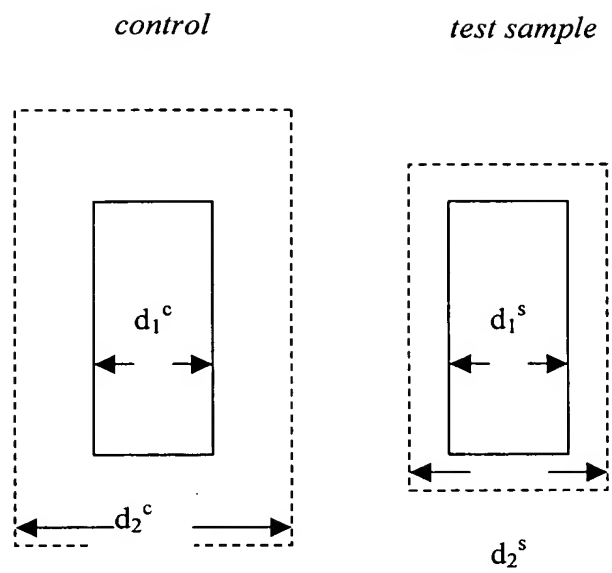 control
test sample
d₁ᶜ
d₁ˢ
d₂ᶜ
d₂ˢ